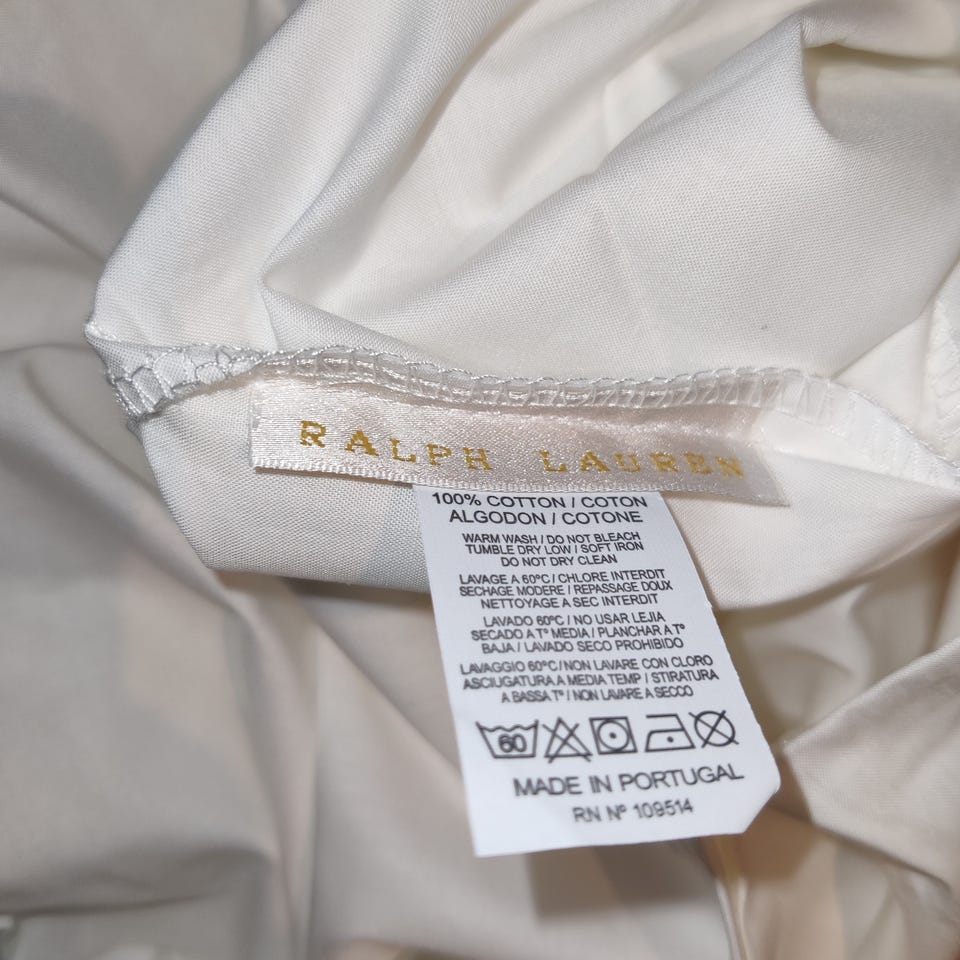 RALPH LAUREN
100% COTTON / COTON
ALGODON / COTONE
WARM WASH / DO NOT BLEACH
TUMBLE DRY LOW / SOFT IRON
DO NOT DRY CLEAN
LAVAGE A 60°C / CHLORE INTERDIT
SECHAGE MODERE / REPASSAGE DOUX
NETTOYAGE A SEC INTERDIT
LAVADO 60°C / NO USAR LEJIA
SECADO A Tº MEDIA / PLANCHAR A Tº
BAJA / LAVADO SECO PROHIBIDO
LAVAGGIO 60°C / NON LAVARE CON CLORO
ASCIUGATURA A MEDIA TEMP / STIRATURA
A BASSA Tº / NON LAVARE A SECCO
60
MADE IN PORTUGAL
RN Nº 109514